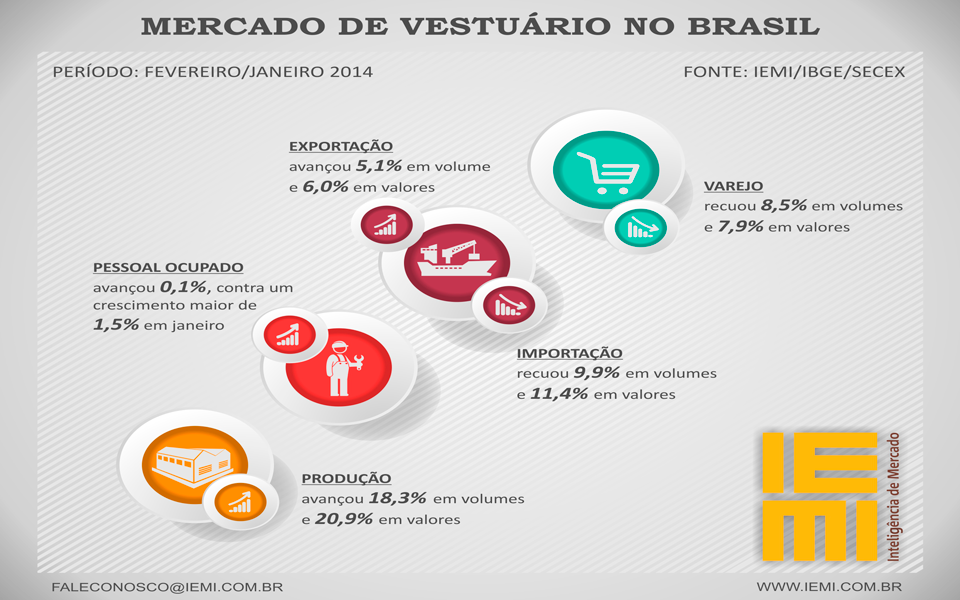 MERCADO DE VESTUÁRIO NO BRASIL
PERÍODO: FEVEREIRO/JANEIRO 2014
FONTE: IEMI/IBGE/SECEX
EXPORTAÇÃO
avançou 5,1% em volume
e 6,0% em valores
VAREJO
recuou 8,5% em volumes
e 7,9% em valores
PESSOAL OCUPADO
avançou 0,1%, contra um
crescimento maior de
1,5% em janeiro
IMPORTAÇÃO
recuou 9,9% em volumes
e 11,4% em valores
PRODUÇÃO
avançou 18,3% em volumes
e 20,9% em valores
IEMI
Inteligência de Mercado
FALECONOSCO@IEMI.COM.BR
WWW.IEMI.COM.BR